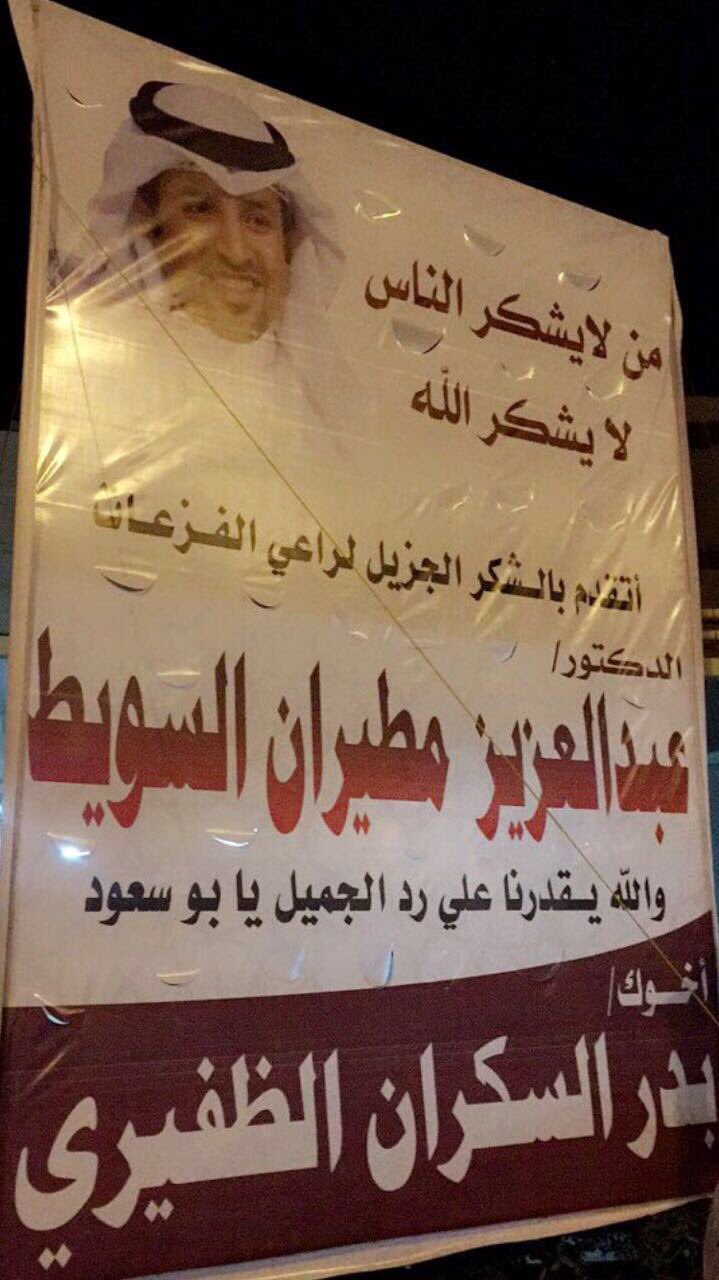 من لايشكر الناس
لا يشكر الله
أتقدم بالشكر الجزيل لراعي الفزعات
الدكتور/
عبدالعزيز مطيران السويط
والله يقدرنا علي رد الجميل يا بو سعود
أخوك/
بدر السكران الظفيري